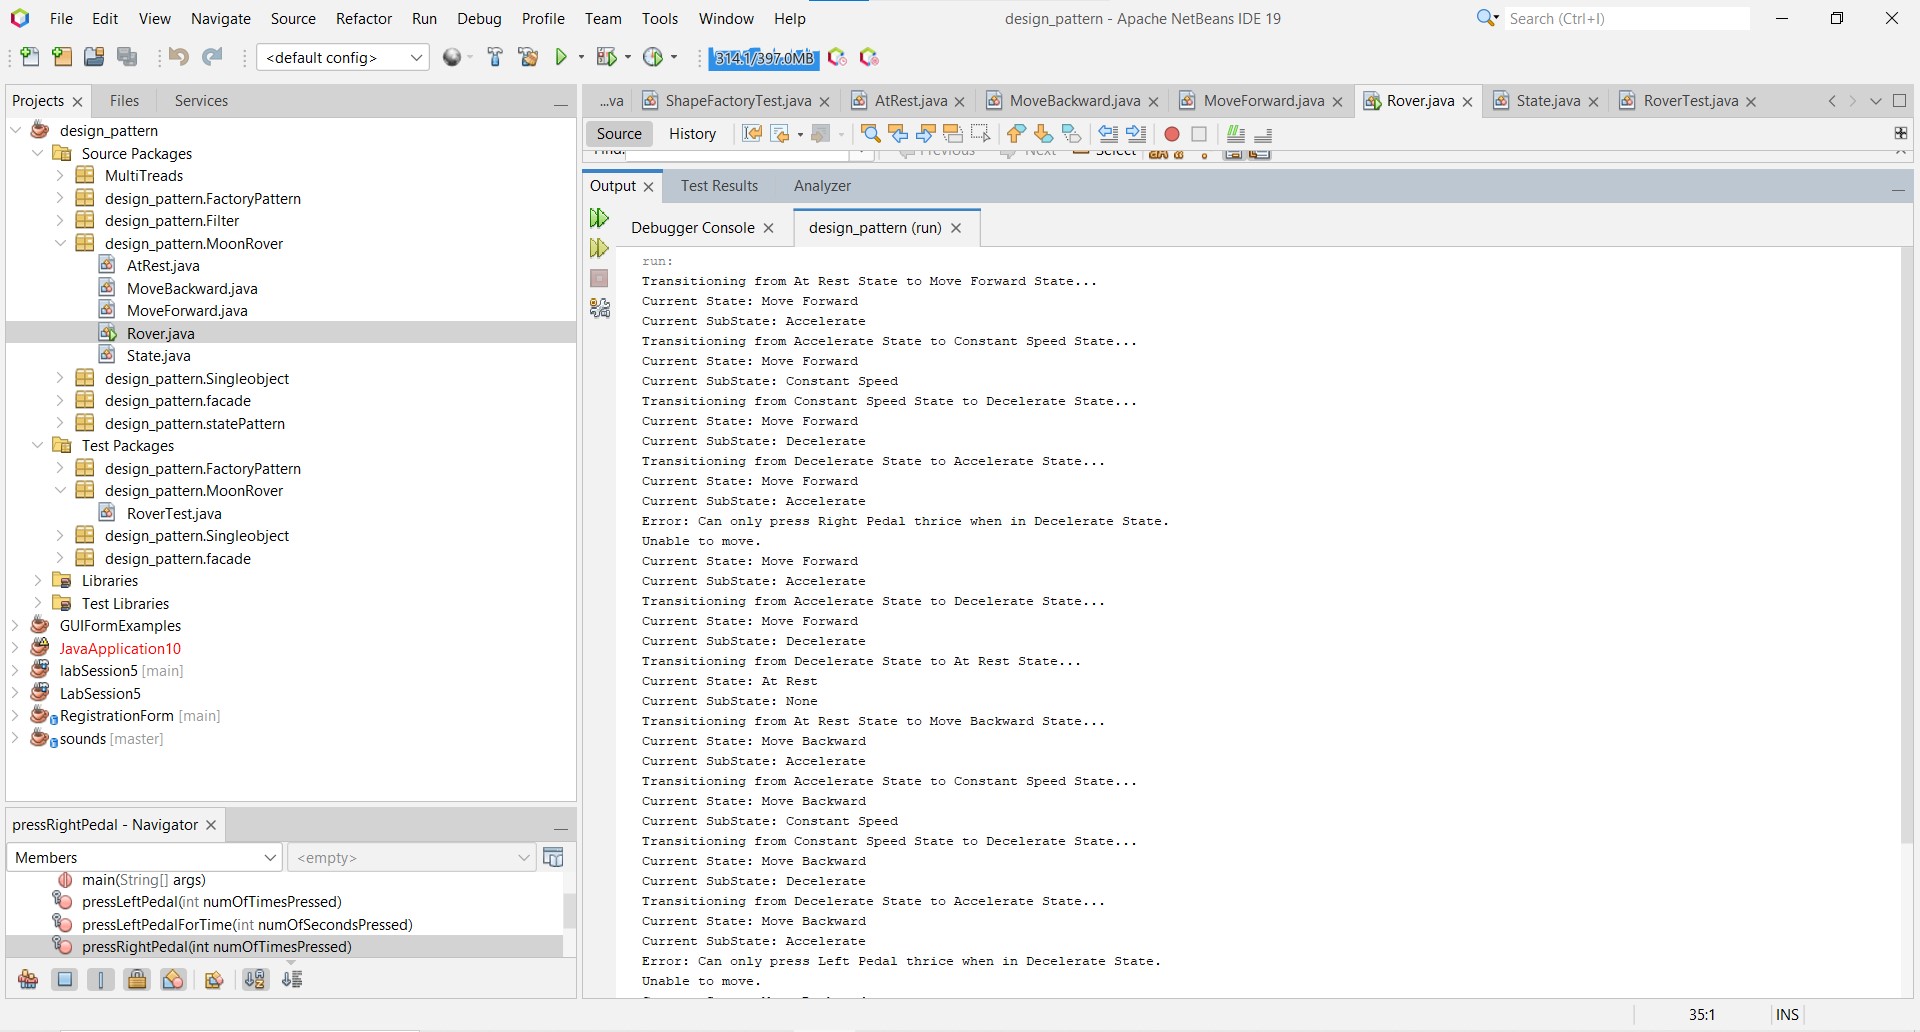 File Edit View Navigate Source Refactor Run Debug Profile Team Tools Window Help
design_pattern - Apache NetBeans IDE 19
Search (Ctrl+I)
<default config>
314.1/397.0MB
Projects Files Services
design_pattern
Source Packages
MultiTreads
design_pattern.FactoryPattern
design_pattern.Filter
design_pattern.MoonRover
AtRest.java
MoveBackward.java
MoveForward.java
Rover.java
State.java
design_pattern.Singleobject
design_pattern.facade
design_pattern.statePattern
Test Packages
design_pattern.FactoryPattern
design_pattern.MoonRover
RoverTest.java
design_pattern.Singleobject
design_pattern.facade
Libraries
Test Libraries
GUIFormExamples
JavaApplication10
labSession5 [main]
LabSession5
RegistrationForm [main]
sounds [master]
pressRightPedal - Navigator
Members
<empty>
main(String[] args)
pressLeftPedal(int numOfTimesPressed)
pressLeftPedalForTime(int numOfSecondsPressed)
pressRightPedal(int numOfTimesPressed)
...va ShapeFactoryTest.java AtRest.java MoveBackward.java MoveForward.java Rover.java State.java RoverTest.java
Source History
Previous Next Select
Output Test Results Analyzer
Debugger Console design_pattern (run)
run:
Transitioning from At Rest State to Move Forward State...
Current State: Move Forward
Current SubState: Accelerate
Transitioning from Accelerate State to Constant Speed State...
Current State: Move Forward
Current SubState: Constant Speed
Transitioning from Constant Speed State to Decelerate State...
Current State: Move Forward
Current SubState: Decelerate
Transitioning from Decelerate State to Accelerate State...
Current State: Move Forward
Current SubState: Accelerate
Error: Can only press Right Pedal thrice when in Decelerate State.
Unable to move.
Current State: Move Forward
Current SubState: Accelerate
Transitioning from Accelerate State to Decelerate State...
Current State: Move Forward
Current SubState: Decelerate
Transitioning from Decelerate State to At Rest State...
Current State: At Rest
Current SubState: None
Transitioning from At Rest State to Move Backward State...
Current State: Move Backward
Current SubState: Accelerate
Transitioning from Accelerate State to Constant Speed State...
Current State: Move Backward
Current SubState: Constant Speed
Transitioning from Constant Speed State to Decelerate State...
Current State: Move Backward
Current SubState: Decelerate
Transitioning from Decelerate State to Accelerate State...
Current State: Move Backward
Current SubState: Accelerate
Error: Can only press Left Pedal thrice when in Decelerate State.
Unable to move.
35:1
INS